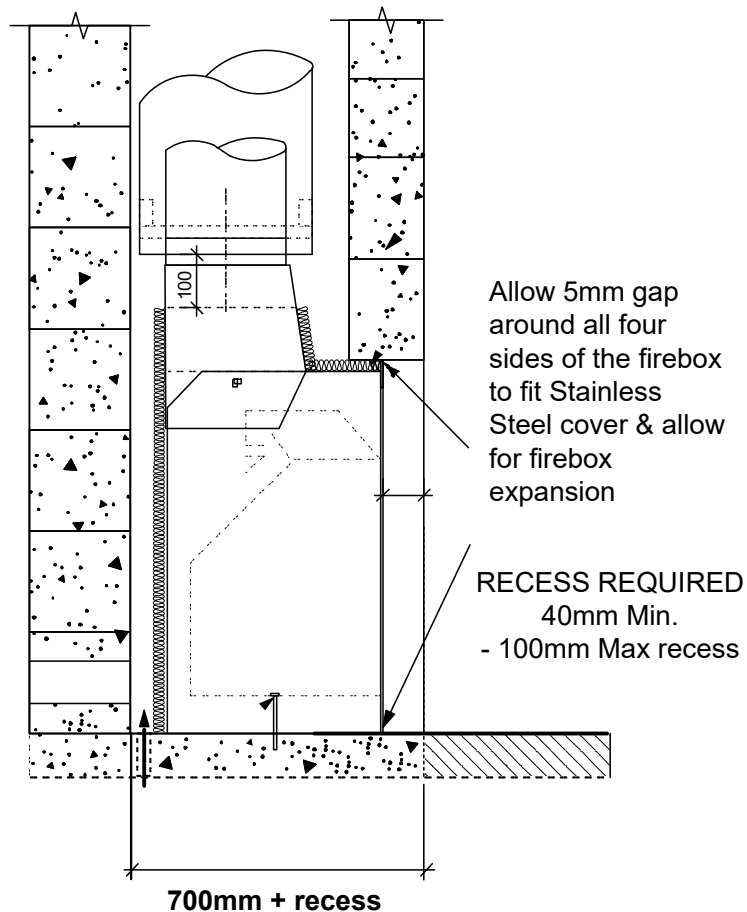 100
Allow 5mm gap
around all four
sides of the firebox
to fit Stainless
Steel cover & allow
for firebox
expansion
RECESS REQUIRED
40mm Min.
- 100mm Max recess
700mm + recess